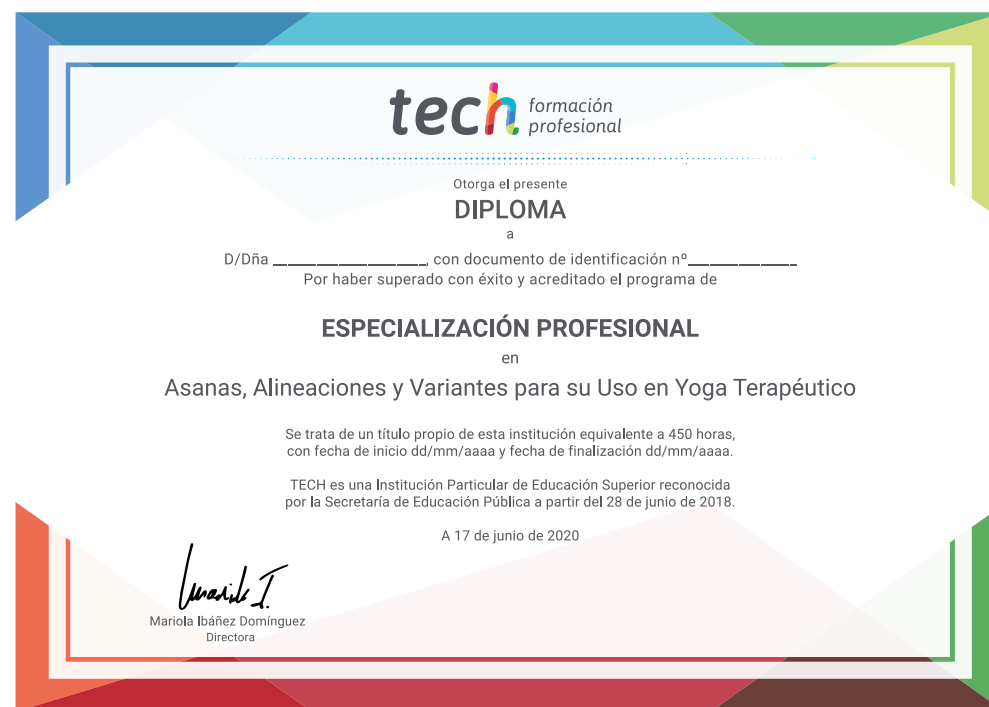 tech formación
profesional
Otorga el presente
DIPLOMA
a
D/Dña ______________, con documento de identificación nº__________
Por haber superado con éxito y acreditado el programa de
ESPECIALIZACIÓN PROFESIONAL
en
Asanas, Alineaciones y Variantes para su Uso en Yoga Terapéutico
Se trata de un título propio de esta institución equivalente a 450 horas,
con fecha de inicio dd/mm/aaaa y fecha de finalización dd/mm/aaaa.
TECH es una Institución Particular de Educación Superior reconocida
por la Secretaría de Educación Pública a partir del 28 de junio de 2018.
A 17 de junio de 2020
Mariola Ibáñez Domínguez
Directora